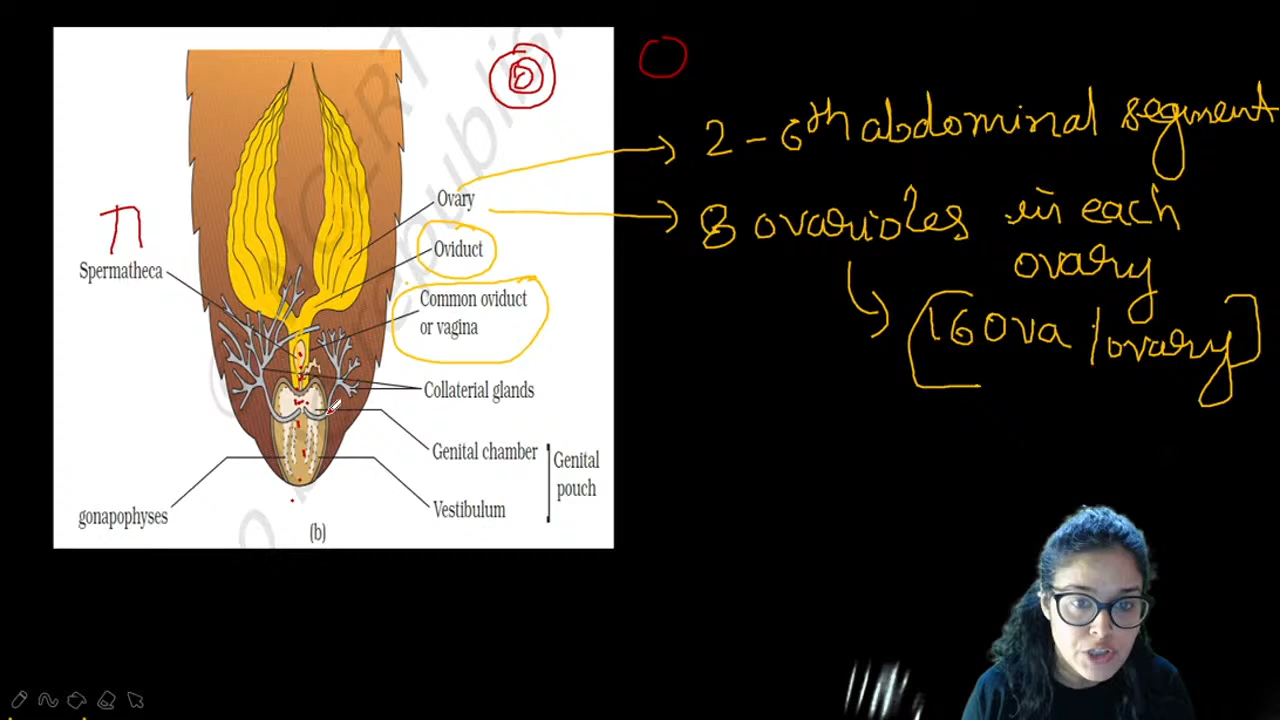 Ovary
Oviduct
Spermatheca
Common oviduct
or vagina
Collaterial glands
Genital chamber
Genital
pouch
Vestibulum
gonapophyses
(b)
2 - 6th abdominal segment
8 ovarioles in each
ovary
16 ova / ovary